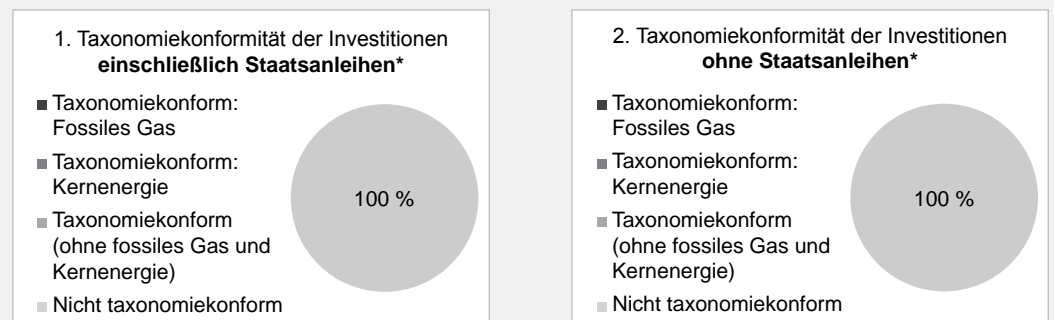 1. Taxonomiekonformität der Investitionen
einschließlich Staatsanleihen*
Taxonomiekonform:
Fossiles Gas
Taxonomiekonform:
Kernenergie
Taxonomiekonform
(ohne fossiles Gas und
Kernenergie)
Nicht taxonomiekonform
100 %
2. Taxonomiekonformität der Investitionen
ohne Staatsanleihen*
Taxonomiekonform:
Fossiles Gas
Taxonomiekonform:
Kernenergie
Taxonomiekonform
(ohne fossiles Gas und
Kernenergie)
Nicht taxonomiekonform
100 %